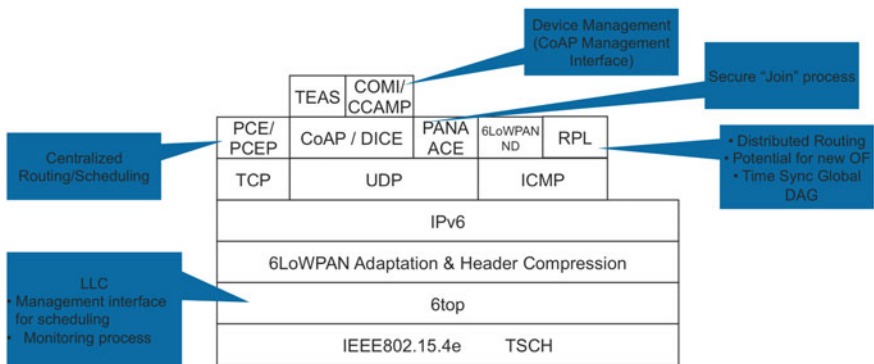 Device Management
(CoAP Management
Interface)
Secure “Join” process
TEAS
COMI/
CCAMP
PCE/
PCEP
CoAP / DICE
PANA
ACE
6LoWPAN
ND
RPL
Centralized
Routing/Scheduling
• Distributed Routing
• Potential for new OF
• Time Sync Global
DAG
TCP
UDP
ICMP
IPv6
6LoWPAN Adaptation & Header Compression
LLC
• Management interface
for scheduling
• Monitoring process
6top
IEEE802.15.4e TSCH